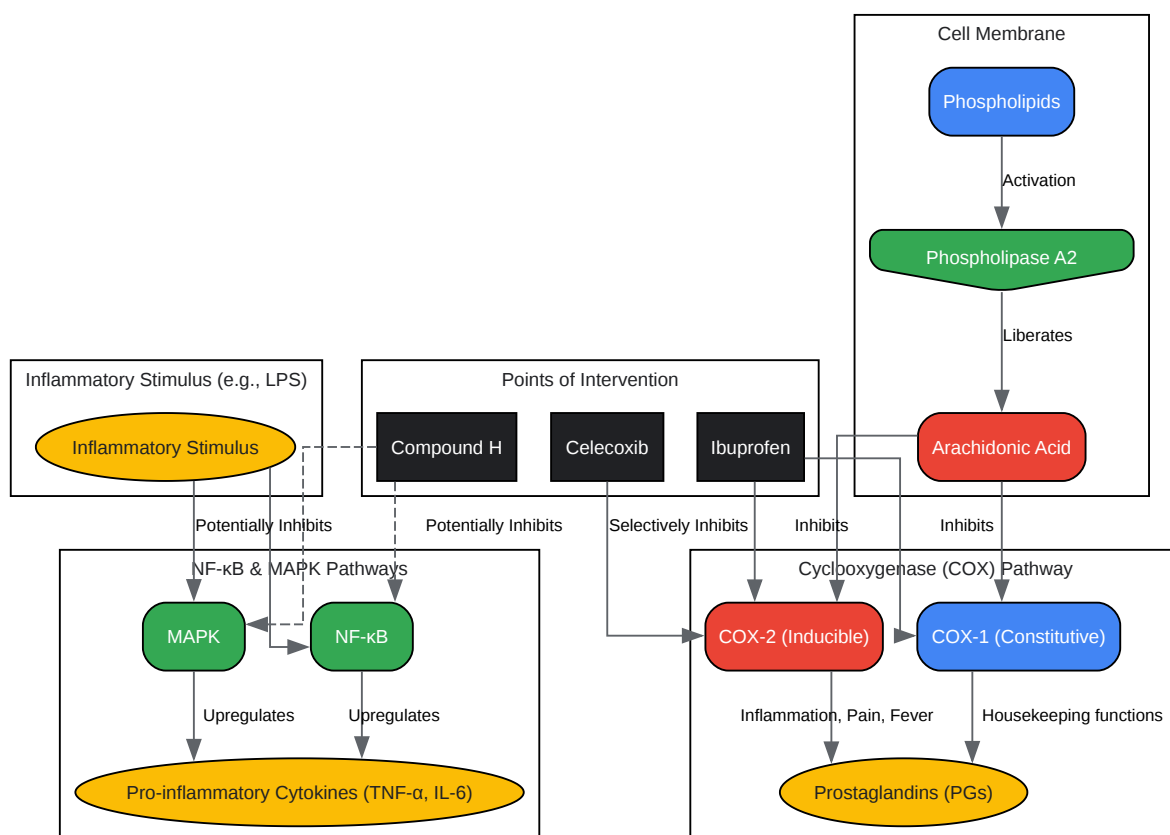 Cell Membrane
Phospholipids
Activation
Phospholipase A2
Liberates
Inflammatory Stimulus (e.g., LPS)
Points of Intervention
Inflammatory Stimulus
Compound H
Celecoxib
Ibuprofen
Arachidonic Acid
Potentially Inhibits
Potentially Inhibits
Selectively Inhibits
Inhibits
Inhibits
NF-κB & MAPK Pathways
Cyclooxygenase (COX) Pathway
MAPK
NF-κB
COX-2 (Inducible)
COX-1 (Constitutive)
Upregulates
Upregulates
Inflammation, Pain, Fever
Housekeeping functions
Pro-inflammatory Cytokines (TNF-α, IL-6)
Prostaglandins (PGs)